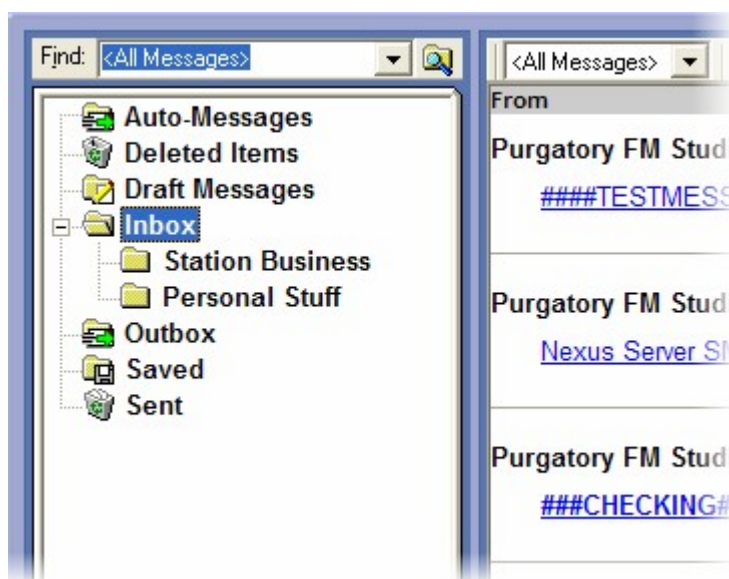 Find: <All Messages>
Auto-Messages
Deleted Items
Draft Messages
Inbox
Station Business
Personal Stuff
Outbox
Saved
Sent
<All Messages>
From
Purgatory FM Stud
####TESTMESS
Purgatory FM Stud
Nexus Server SM
Purgatory FM Stud
###CHECKING#